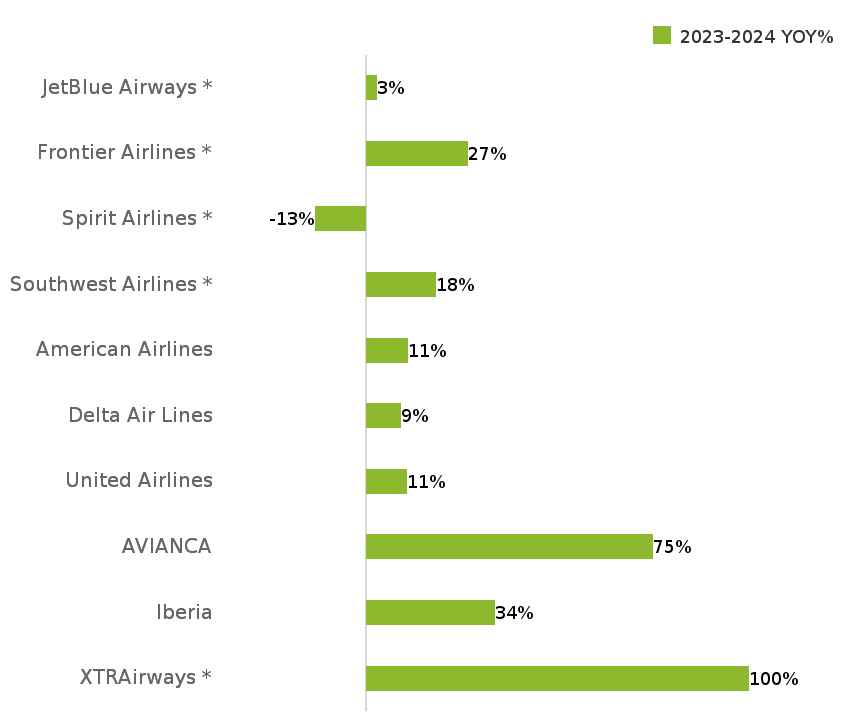 2023-2024 YOY%
JetBlue Airways * 3%
Frontier Airlines * 27%
Spirit Airlines * -13%
Southwest Airlines * 18%
American Airlines 11%
Delta Air Lines 9%
United Airlines 11%
AVIANCA 75%
Iberia 34%
XTRAirways * 100%